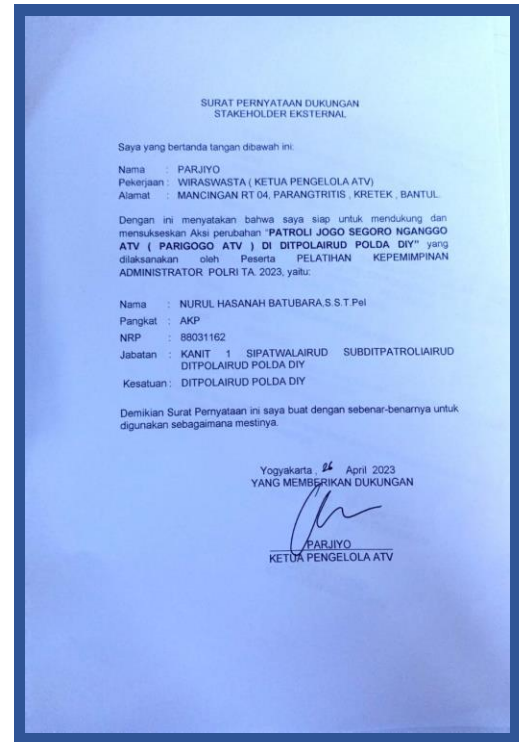 SURAT PERNYATAAN DUKUNGAN
STAKEHOLDER EKSTERNAL
Saya yang bertanda tangan dibawah ini:
Nama : PARJIYO
Pekerjaan : WIRASWASTA ( KETUA PENGELOLA ATV)
Alamat : MANCINGAN RT 04, PARANGTRITIS , KRETEK , BANTUL.
Dengan ini menyatakan bahwa saya siap untuk mendukung dan
mensukseskan Aksi perubahan "PATROLI JOGO SEGORO NGANGGO
ATV ( PARIGOGO ATV ) DI DITPOLAIRUD POLDA DIY" yang
dilaksanakan oleh Peserta PELATIHAN KEPEMIMPINAN
ADMINISTRATOR POLRI TA. 2023, yaitu:
Nama : NURUL HASANAH BATUBARA,S.S.T.Pel
Pangkat : AKP
NRP : 88031162
Jabatan : KANIT 1 SIPATWALAIRUD SUBDITPATROLIAIRUD
DITPOLAIRUD POLDA DIY
Kesatuan : DITPOLAIRUD POLDA DIY
Demikian Surat Pernyataan ini saya buat dengan sebenar-benarnya untuk
digunakan sebagaimana mestinya.
Yogyakarta , 26 April 2023
YANG MEMBERIKAN DUKUNGAN
PARJIYO
KETUA PENGELOLA ATV